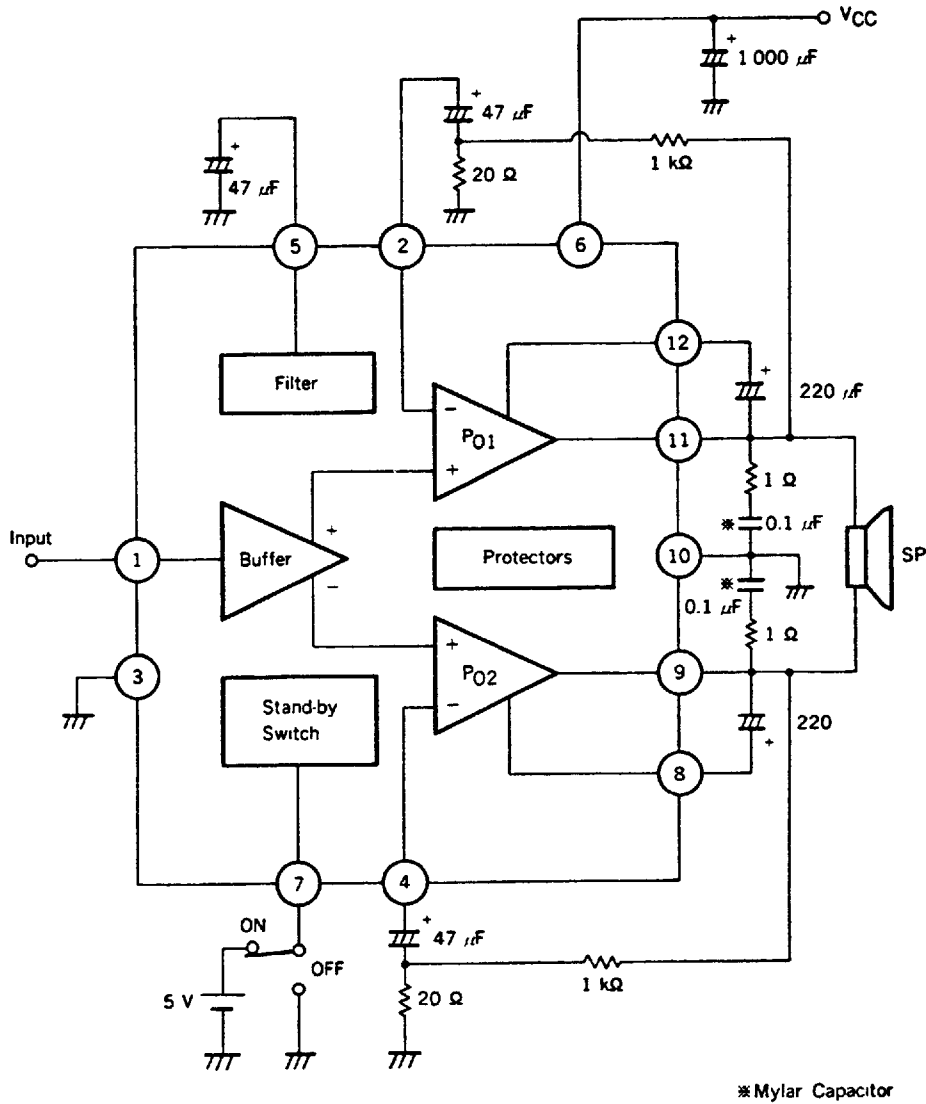 VCC
+
1 000 µF
+
47 µF
+
47 µF
20 Ω
1 kΩ
5
2
6
12
Filter
+
220 µF
−
PO1
+
11
1 Ω
※
0.1 µF
Input
1
Buffer
+
−
Protectors
10
SP
※
0.1 µF
1 Ω
3
+
PO2
−
9
Stand-by
Switch
220
+
8
7
4
ON
OFF
+
47 µF
5 V
20 Ω
1 kΩ
※Mylar Capacitor